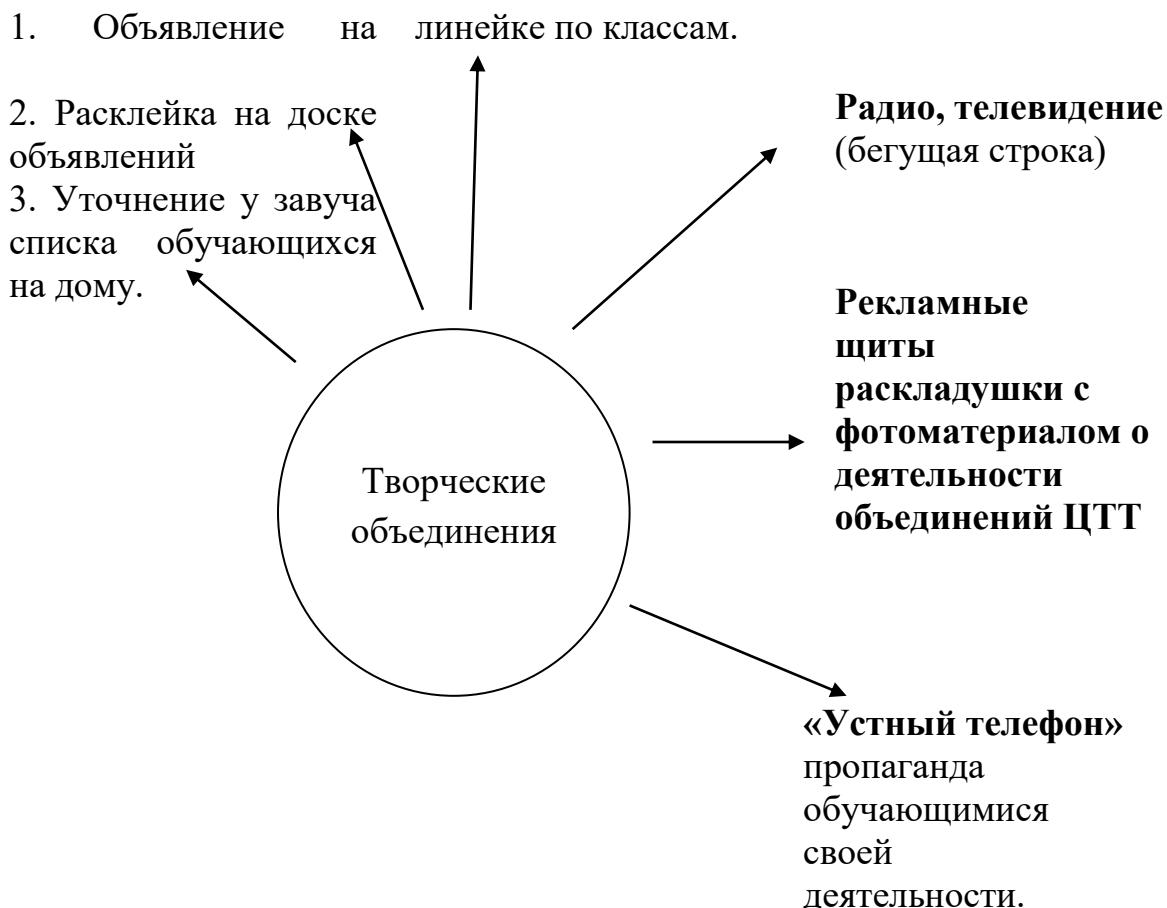 1. Объявление на линейке по классам.
2. Расклейка на доске
объявлений
3. Уточнение у завуча
списка обучающихся
на дому.
Радио, телевидение
(бегущая строка)
Рекламные
щиты
раскладушки с
фотоматериалом о
деятельности
объединений ЦТТ
Творческие
объединения
«Устный телефон»
пропаганда
обучающимися
своей
деятельности.